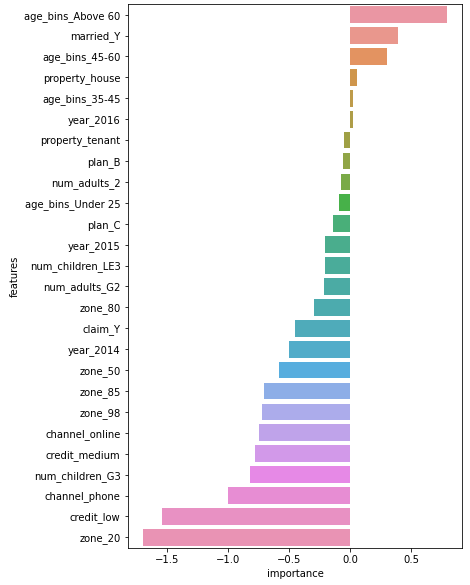 age_bins_Above 60
married_Y
age_bins_45-60
property_house
age_bins_35-45
year_2016
property_tenant
plan_B
num_adults_2
age_bins_Under 25
plan_C
year_2015
num_children_LE3
num_adults_G2
zone_80
claim_Y
year_2014
zone_50
zone_85
zone_98
channel_online
credit_medium
num_children_G3
channel_phone
credit_low
zone_20
features
−1.5 −1.0 −0.5 0.0 0.5
importance